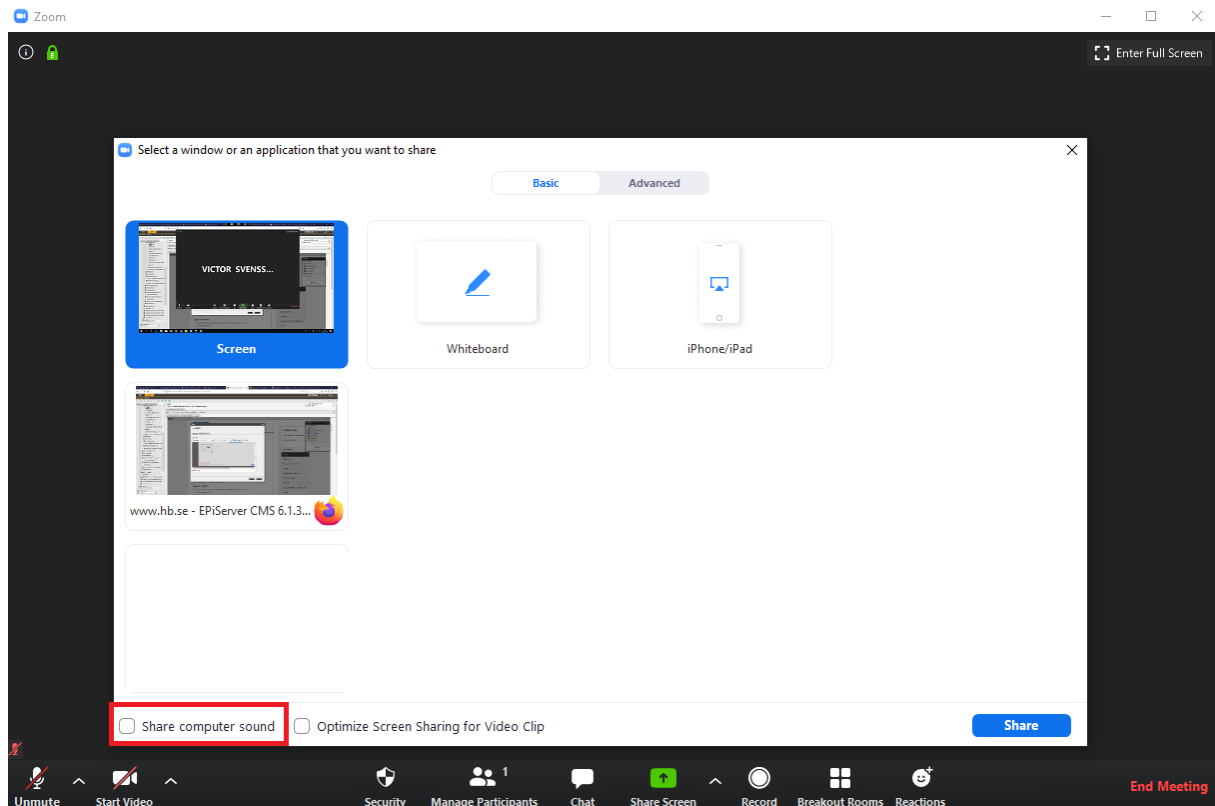 Zoom
Enter Full Screen
Select a window or an application that you want to share
Basic
Advanced
VICTOR SVENSS...
Screen
Whiteboard
iPhone/iPad
www.hb.se - EPiServer CMS 6.1.3...
Share computer sound
Optimize Screen Sharing for Video Clip
Share
1
Unmute
Start Video
Security
Manage Participants
Chat
Share Screen
Record
Breakout Rooms
Reactions
End Meeting